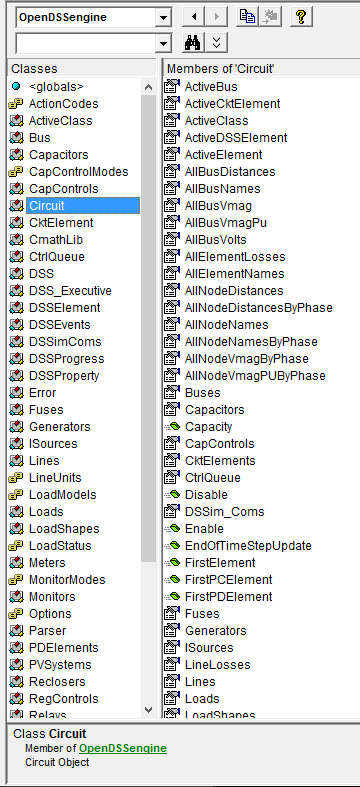 OpenDSSengine
Classes
<globals>
ActionCodes
ActiveClass
Bus
Capacitors
CapControlModes
CapControls
Circuit
CktElement
CmathLib
CtrlQueue
DSS
DSS_Executive
DSSElement
DSSEvents
DSSimComs
DSSProgress
DSSProperty
Error
Fuses
Generators
ISources
Lines
LineUnits
LoadModels
Loads
LoadShapes
LoadStatus
Meters
MonitorModes
Monitors
Options
Parser
PDElements
PVSystems
Reclosers
RegControls
Relays
Members of 'Circuit'
ActiveBus
ActiveCktElement
ActiveClass
ActiveDSSElement
ActiveElement
AllBusDistances
AllBusNames
AllBusVmag
AllBusVmagPu
AllBusVolts
AllElementLosses
AllElementNames
AllNodeDistances
AllNodeDistancesByPhase
AllNodeNames
AllNodeNamesByPhase
AllNodeVmagByPhase
AllNodeVmagPUByPhase
Buses
Capacitors
Capacity
CapControls
CktElements
CtrlQueue
Disable
DSSim_Coms
Enable
EndOfTimeStepUpdate
FirstElement
FirstPCElement
FirstPDElement
Fuses
Generators
ISources
LineLosses
Lines
Loads
LoadShapes
Class Circuit
Member of OpenDSSengine
Circuit Object